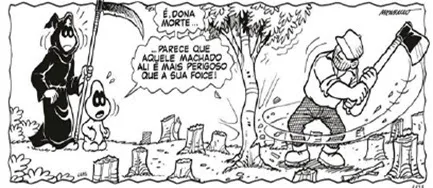 É, DONA
MORTE...
...PARECE QUE
AQUELE MACHADO
ALI É MAIS PERIGOSO
QUE A SUA FOICE!